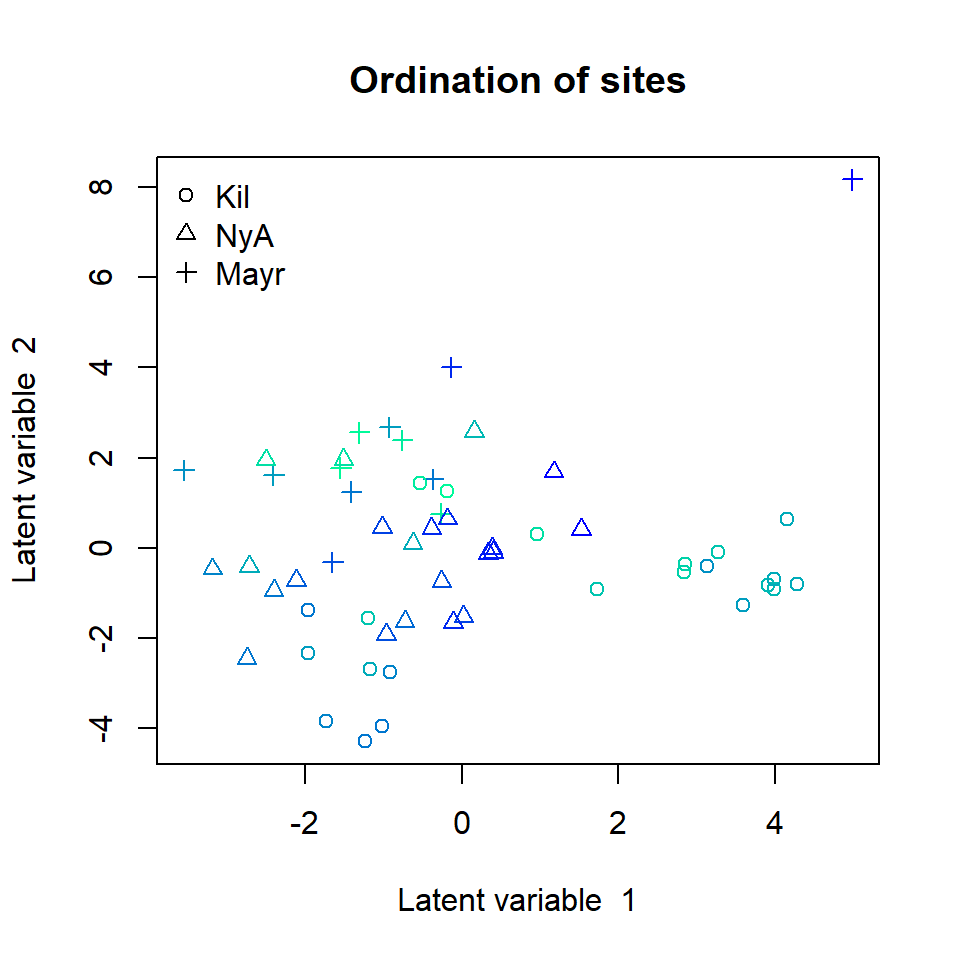 Ordination of sites
Kil
NyA
Mayr
Latent variable 2
8
6
4
2
0
-2
-4
-2 0 2 4
Latent variable 1